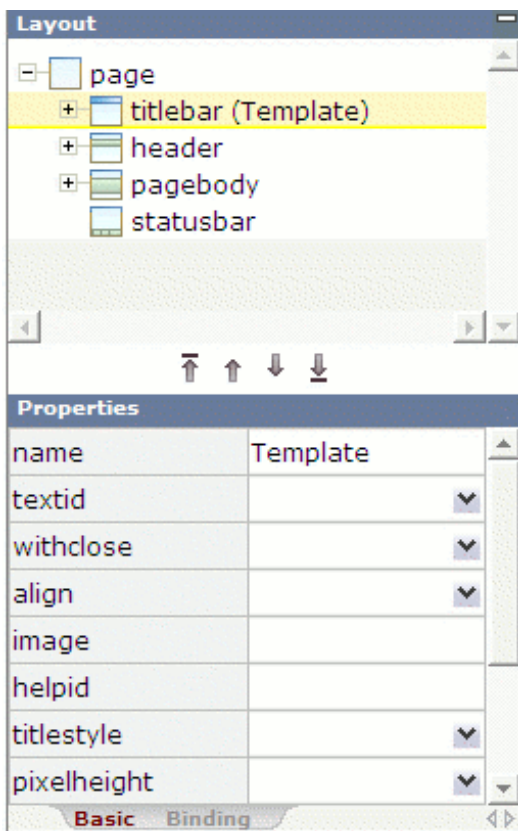 Layout
page
titlebar (Template)
header
pagebody
statusbar
Properties
name Template
textid
withclose
align
image
helpid
titlestyle
pixelheight
Basic Binding